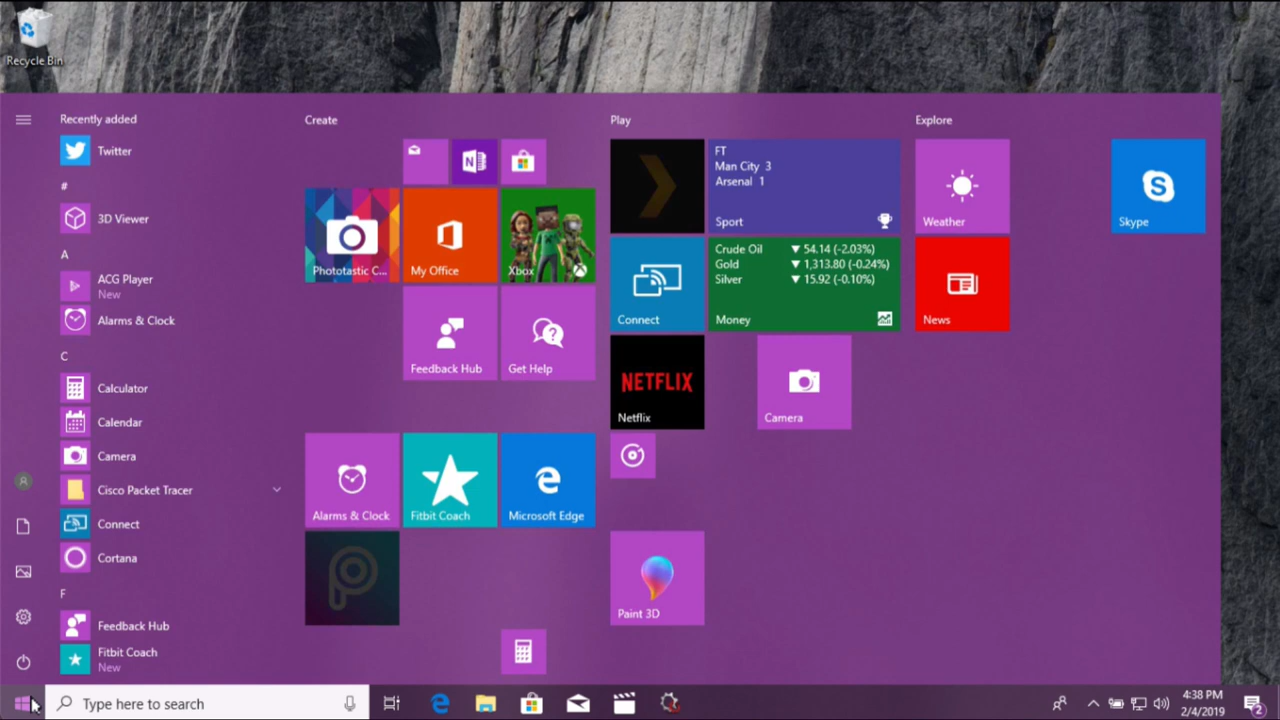 Recycle Bin
Recently added
Twitter
#
3D Viewer
A
ACG Player
New
Alarms & Clock
C
Calculator
Calendar
Camera
Cisco Packet Tracer
Connect
Cortana
F
Feedback Hub
Fitbit Coach
New
Create
Phototastic C...
My Office
Xbox
Feedback Hub
Get Help
Alarms & Clock
Fitbit Coach
Microsoft Edge
Play
FT
Man City 3
Arsenal 1
Sport
Connect
Crude Oil ▼ 54.14 (-2.03%)
Gold ▼ 1,313.80 (-0.24%)
Silver ▼ 15.92 (-0.10%)
Money
NETFLIX
Netflix
Camera
Paint 3D
Explore
Weather
Skype
News
Type here to search
4:38 PM
2/4/2019
2